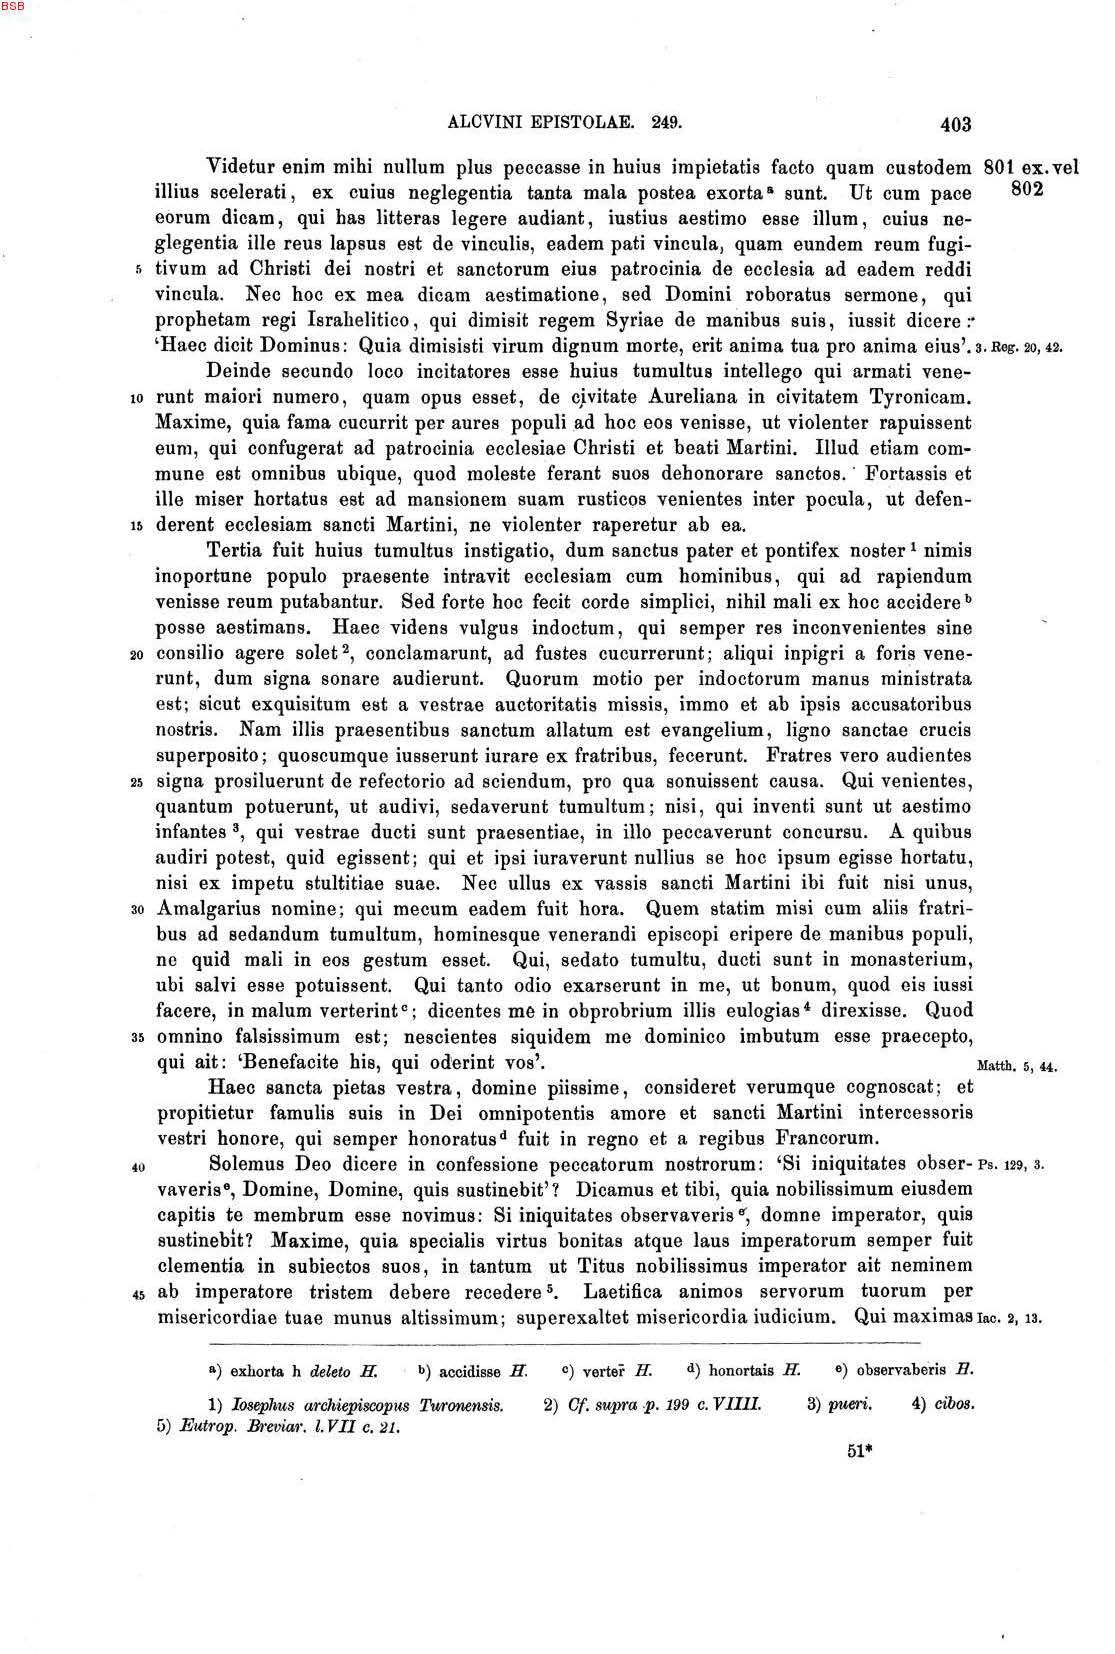 BSB
ALCVINI EPISTOLAE. 249. 403
Videtur enim mihi nullum plus peccasse in huius impietatis facto quam custodem 801 ex. vel
illius scelerati, ex cuius neglegentia tanta mala postea exorta a sunt. Ut cum pace 802
eorum dicam, qui has litteras legere audiant, iustius aestimo esse illum, cuius ne-
glegentia ille reus lapsus est de vinculis, eadem pati vincula, quam eundem reum fugi-
5 tivum ad Christi dei nostri et sanctorum eius patrocinia de ecclesia ad eadem reddi
vincula. Nec hoc ex mea dicam aestimatione, sed Domini roboratus sermone, qui
prophetam regi Israhelitico, qui dimisit regem Syriae de manibus suis, iussit dicere:
‘Haec dicit Dominus: Quia dimisisti virum dignum morte, erit anima tua pro anima eius’. 3. Reg. 20, 42.
Deinde secundo loco incitatores esse huius tumultus intellego qui armati vene-
10 runt maiori numero, quam opus esset, de civitate Aureliana in civitatem Tyronicam.
Maxime, quia fama cucurrit per aures populi ad hoc eos venisse, ut violenter rapuissent
eum, qui confugerat ad patrocinia ecclesiae Christi et beati Martini. Illud etiam com-
mune est omnibus ubique, quod moleste ferant suos dehonorare sanctos. Fortassis et
ille miser hortatus est ad mansionem suam rusticos venientes inter pocula, ut defen-
15 derent ecclesiam sancti Martini, ne violenter raperetur ab ea.
Tertia fuit huius tumultus instigatio, dum sanctus pater et pontifex noster 1 nimis
inoportune populo praesente intravit ecclesiam cum hominibus, qui ad rapiendum
venisse reum putabantur. Sed forte hoc fecit corde simplici, nihil mali ex hoc accidere b
posse aestimans. Haec videns vulgus indoctum, qui semper res inconvenientes sine
20 consilio agere solet 2, conclamarunt, ad fustes cucurrerunt; aliqui inpigri a foris vene-
runt, dum signa sonare audierunt. Quorum motio per indoctorum manus ministrata
est; sicut exquisitum est a vestrae auctoritatis missis, immo et ab ipsis accusatoribus
nostris. Nam illis praesentibus sanctum allatum est evangelium, ligno sanctae crucis
superposito; quoscumque iusserunt iurare ex fratribus, fecerunt. Fratres vero audientes
25 signa prosiluerunt de refectorio ad sciendum, pro qua sonuissent causa. Qui venientes,
quantum potuerunt, ut audivi, sedaverunt tumultum; nisi, qui inventi sunt ut aestimo
infantes 3, qui vestrae ducti sunt praesentiae, in illo peccaverunt concursu. A quibus
audiri potest, quid egissent; qui et ipsi iuraverunt nullius se hoc ipsum egisse hortatu,
nisi ex impetu stultitiae suae. Nec ullus ex vassis sancti Martini ibi fuit nisi unus,
30 Amalgarius nomine; qui mecum eadem fuit hora. Quem statim misi cum aliis fratri-
bus ad sedandum tumultum, hominesque venerandi episcopi eripere de manibus populi,
ne quid mali in eos gestum esset. Qui, sedato tumultu, ducti sunt in monasterium,
ubi salvi esse potuissent. Qui tanto odio exarserunt in me, ut bonum, quod eis iussi
facere, in malum verterint c; dicentes me in obprobrium illis eulogias 4 direxisse. Quod
35 omnino falsissimum est; nescientes siquidem me dominico imbutum esse praecepto,
qui ait: ‘Benefacite his, qui oderint vos’. Matth. 5, 44.
Haec sancta pietas vestra, domine piissime, consideret verumque cognoscat; et
propitietur famulis suis in Dei omnipotentis amore et sancti Martini intercessoris
vestri honore, qui semper honoratus d fuit in regno et a regibus Francorum.
40 Solemus Deo dicere in confessione peccatorum nostrorum: ‘Si iniquitates obser- Ps. 129, 3.
vaveris e, Domine, Domine, quis sustinebit’? Dicamus et tibi, quia nobilissimum eiusdem
capitis te membrum esse novimus: Si iniquitates observaveris e, domne imperator, quis
sustinebit? Maxime, quia specialis virtus bonitas atque laus imperatorum semper fuit
clementia in subiectos suos, in tantum ut Titus nobilissimus imperator ait neminem
45 ab imperatore tristem debere recedere 5. Laetifica animos servorum tuorum per
misericordiae tuae munus altissimum; superexaltet misericordia iudicium. Qui maximas Iac. 2, 13.
a) exhorta h deleto H. b) accidisse H. c) verter̄ H. d) honortais H. e) observaberis H.
1) Iosephus archiepiscopus Turonensis. 2) Cf. supra p. 199 c. VIIII. 3) pueri. 4) cibos.
5) Eutrop. Breviar. l. VII c. 21.
51*